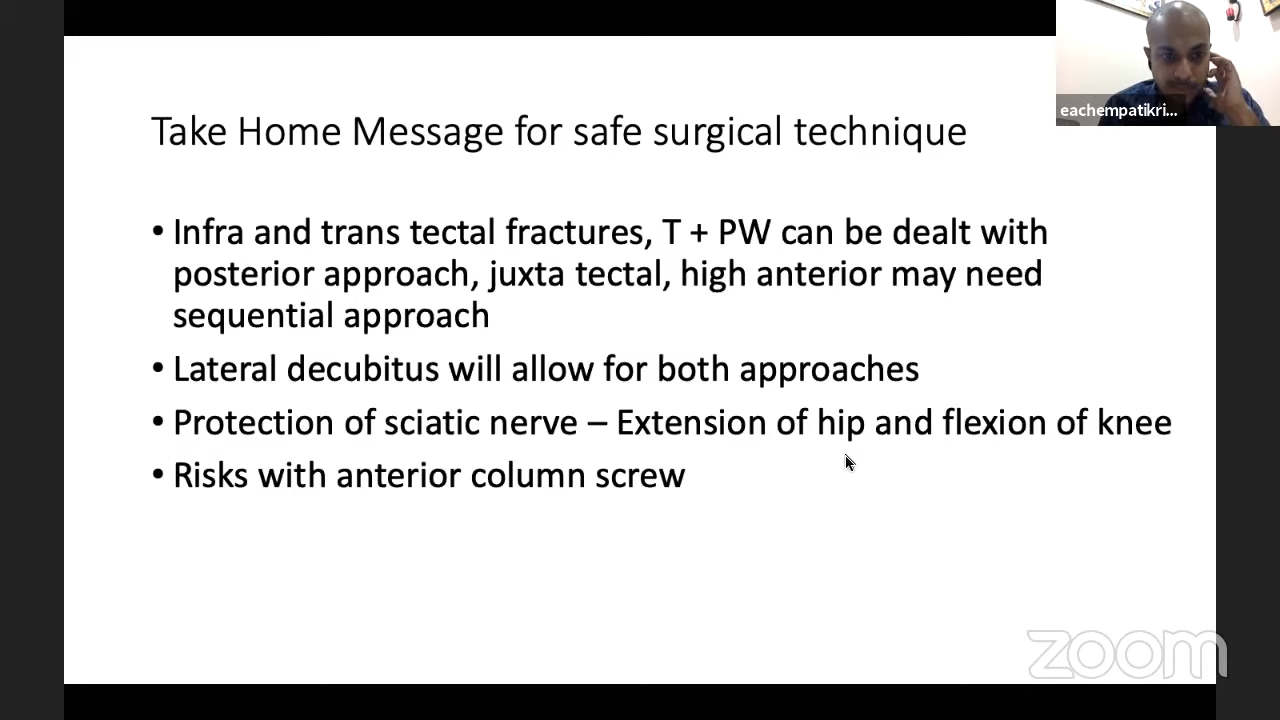 eachempatikri...
Take Home Message for safe surgical technique
• Infra and trans tectal fractures, T + PW can be dealt with
posterior approach, juxta tectal, high anterior may need
sequential approach
• Lateral decubitus will allow for both approaches
• Protection of sciatic nerve – Extension of hip and flexion of knee
• Risks with anterior column screw
zoom